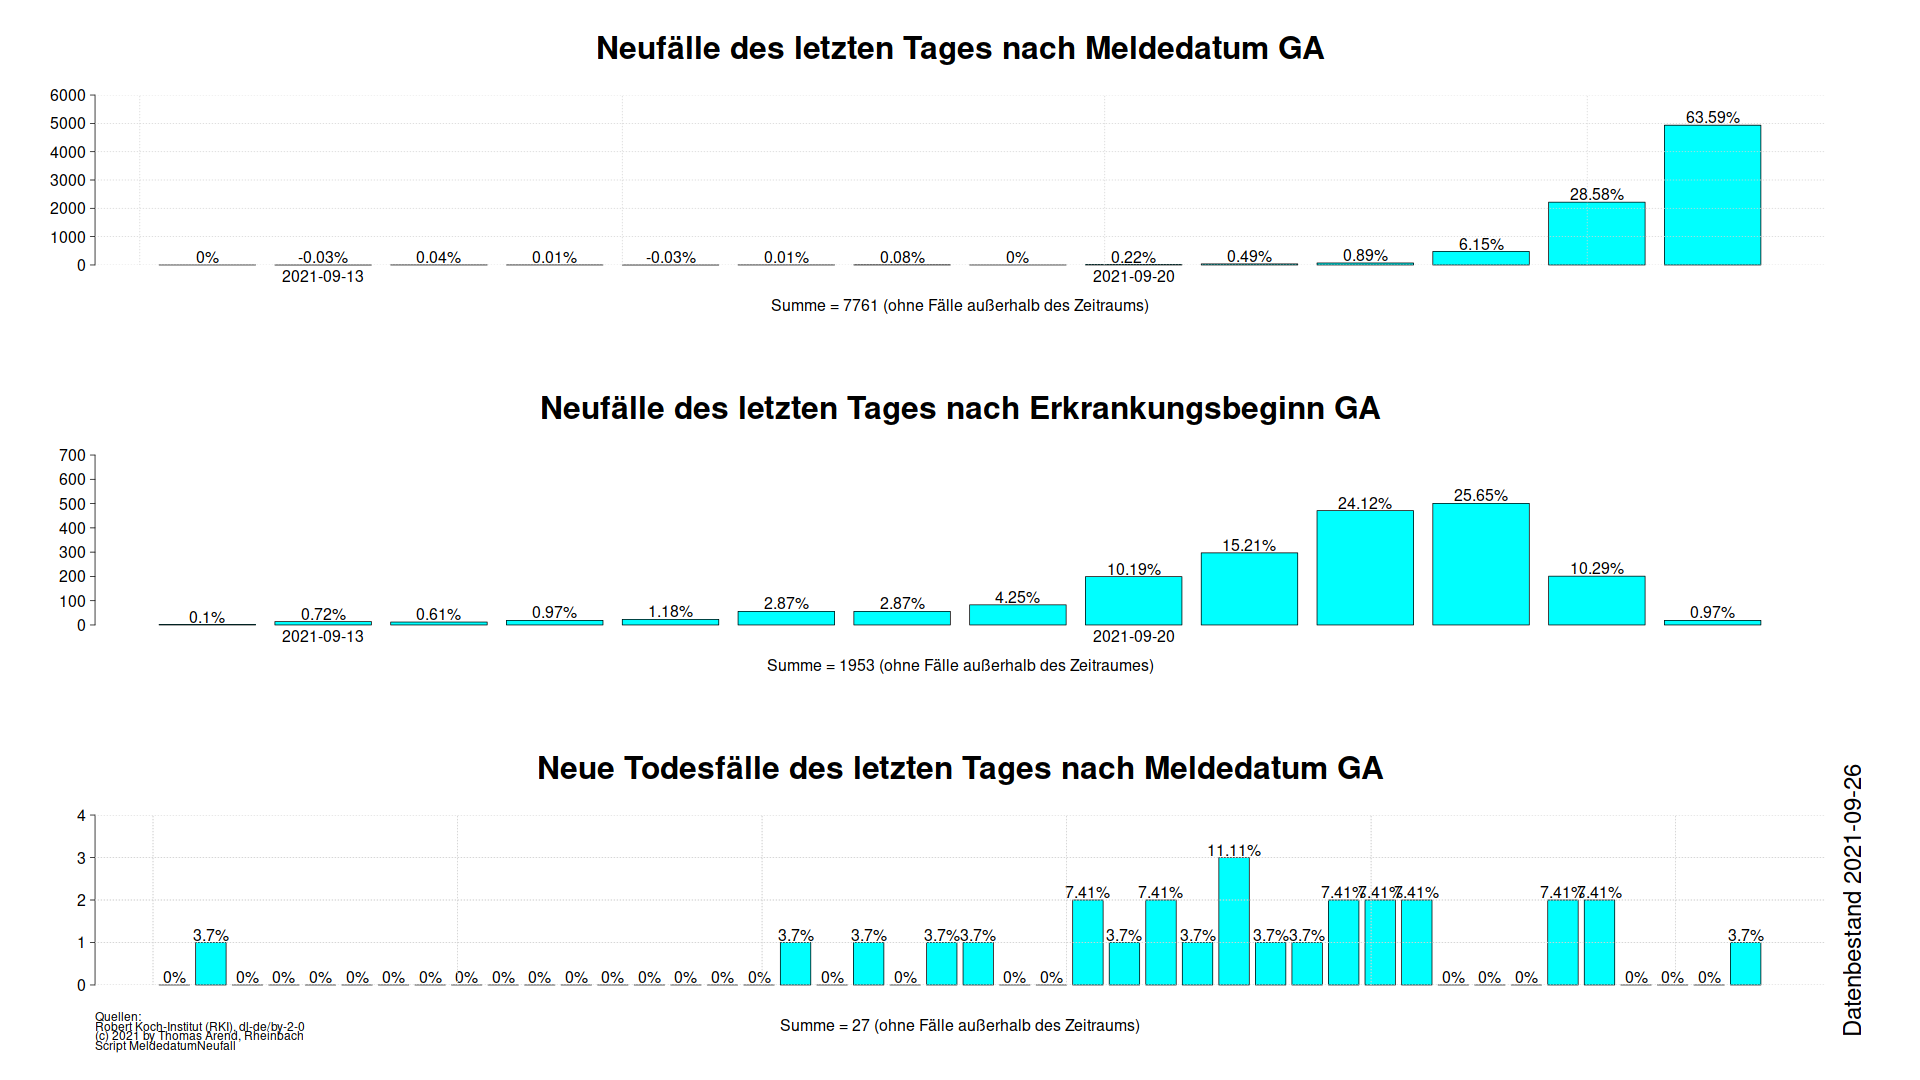 Neufälle des letzten Tages nach Meldedatum GA
6000
5000
4000
3000
2000
1000
0
0% -0.03% 0.04% 0.01% -0.03% 0.01% 0.08% 0% 0.22% 0.49% 0.89% 6.15% 28.58% 63.59%
2021-09-13 2021-09-20
Summe = 7761 (ohne Fälle außerhalb des Zeitraums)
Neufälle des letzten Tages nach Erkrankungsbeginn GA
700
600
500
400
300
200
100
0
0.1% 0.72% 0.61% 0.97% 1.18% 2.87% 2.87% 4.25% 10.19% 15.21% 24.12% 25.65% 10.29% 0.97%
2021-09-13 2021-09-20
Summe = 1953 (ohne Fälle außerhalb des Zeitraumes)
Neue Todesfälle des letzten Tages nach Meldedatum GA
4
3
2
1
0
0% 3.7% 0% 0% 0% 0% 0% 0% 0% 0% 0% 0% 0% 0% 0% 0% 0% 3.7% 0% 3.7% 0% 3.7% 3.7% 0% 0% 7.41% 3.7% 7.41% 3.7% 11.11% 3.7% 3.7% 7.41% 7.41% 7.41% 0% 0% 0% 7.41% 7.41% 0% 0% 0% 3.7%
Summe = 27 (ohne Fälle außerhalb des Zeitraums)
Quellen:
Robert Koch-Institut (RKI), dl-de/by-2-0
(c) 2021 by Thomas Arend, Rheinbach
Script MeldedatumNeufall
Datenbestand 2021-09-26